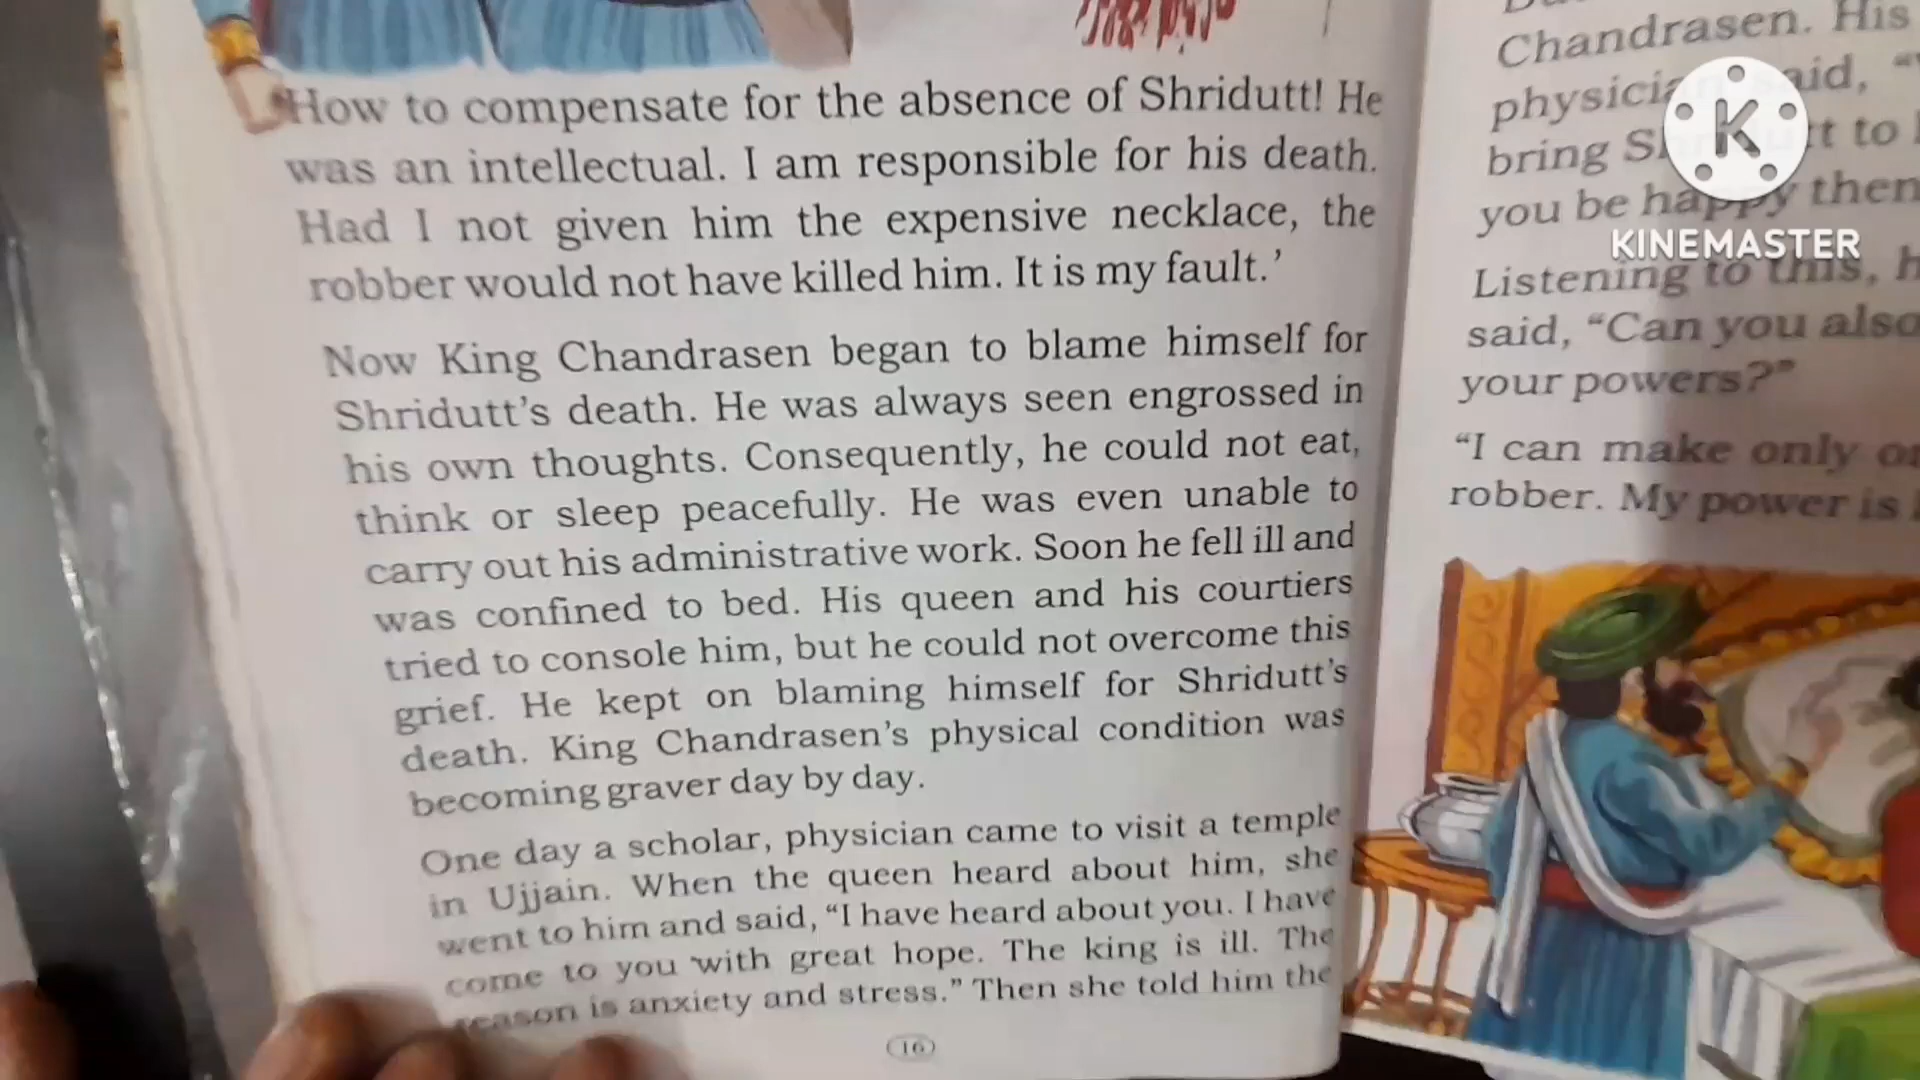 How to compensate for the absence of Shridutt! He
was an intellectual. I am responsible for his death.
Had I not given him the expensive necklace, the
robber would not have killed him. It is my fault.’
Now King Chandrasen began to blame himself for
Shridutt’s death. He was always seen engrossed in
his own thoughts. Consequently, he could not eat,
think or sleep peacefully. He was even unable to
carry out his administrative work. Soon he fell ill and
was confined to bed. His queen and his courtiers
tried to console him, but he could not overcome this
grief. He kept on blaming himself for Shridutt’s
death. King Chandrasen’s physical condition was
becoming graver day by day.
One day a scholar, physician came to visit a temple
in Ujjain. When the queen heard about him, she
went to him and said, “I have heard about you. I have
come to you with great hope. The king is ill. The
reason is anxiety and stress.” Then she told him the
16
Chandrasen. His
said, “
bring
to
you be happy then
Listening to this,
said, “Can you also
your powers?”
“I can make only
robber. My power is
K
KINEMASTER